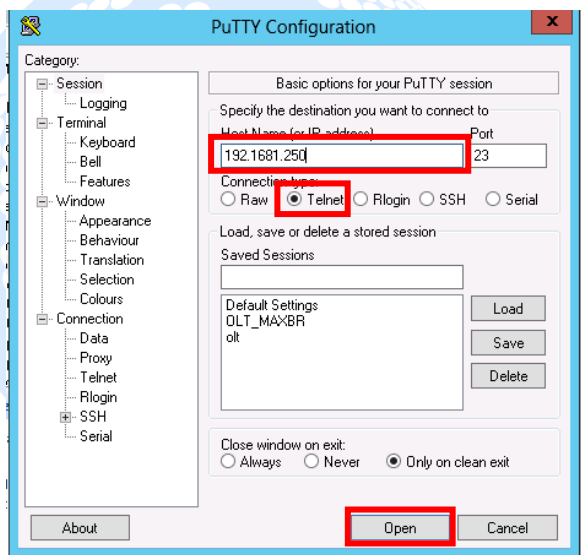 PuTTY Configuration
x
Category:
Session
Logging
Terminal
Keyboard
Bell
Features
Window
Appearance
Behaviour
Translation
Selection
Colours
Connection
Data
Proxy
Telnet
Rlogin
SSH
Serial
Basic options for your PuTTY session
Specify the destination you want to connect to
Host Name (or IP address) Port
192.1681.250 23
Connection type:
Raw Telnet Rlogin SSH Serial
Load, save or delete a stored session
Saved Sessions
Default Settings
OLT_MAXBR
olt
Load
Save
Delete
Close window on exit:
Always Never Only on clean exit
About Open Cancel